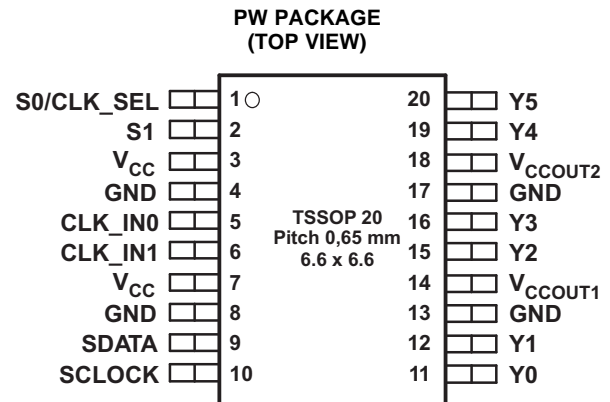 PW PACKAGE
(TOP VIEW)
S0/CLK_SEL 1 20 Y5
S1 2 19 Y4
VCC 3 18 VCCOUT2
GND 4 17 GND
CLK_IN0 5 16 Y3
CLK_IN1 6 15 Y2
VCC 7 14 VCCOUT1
GND 8 13 GND
SDATA 9 12 Y1
SCLOCK 10 11 Y0
TSSOP 20
Pitch 0,65 mm
6.6 x 6.6